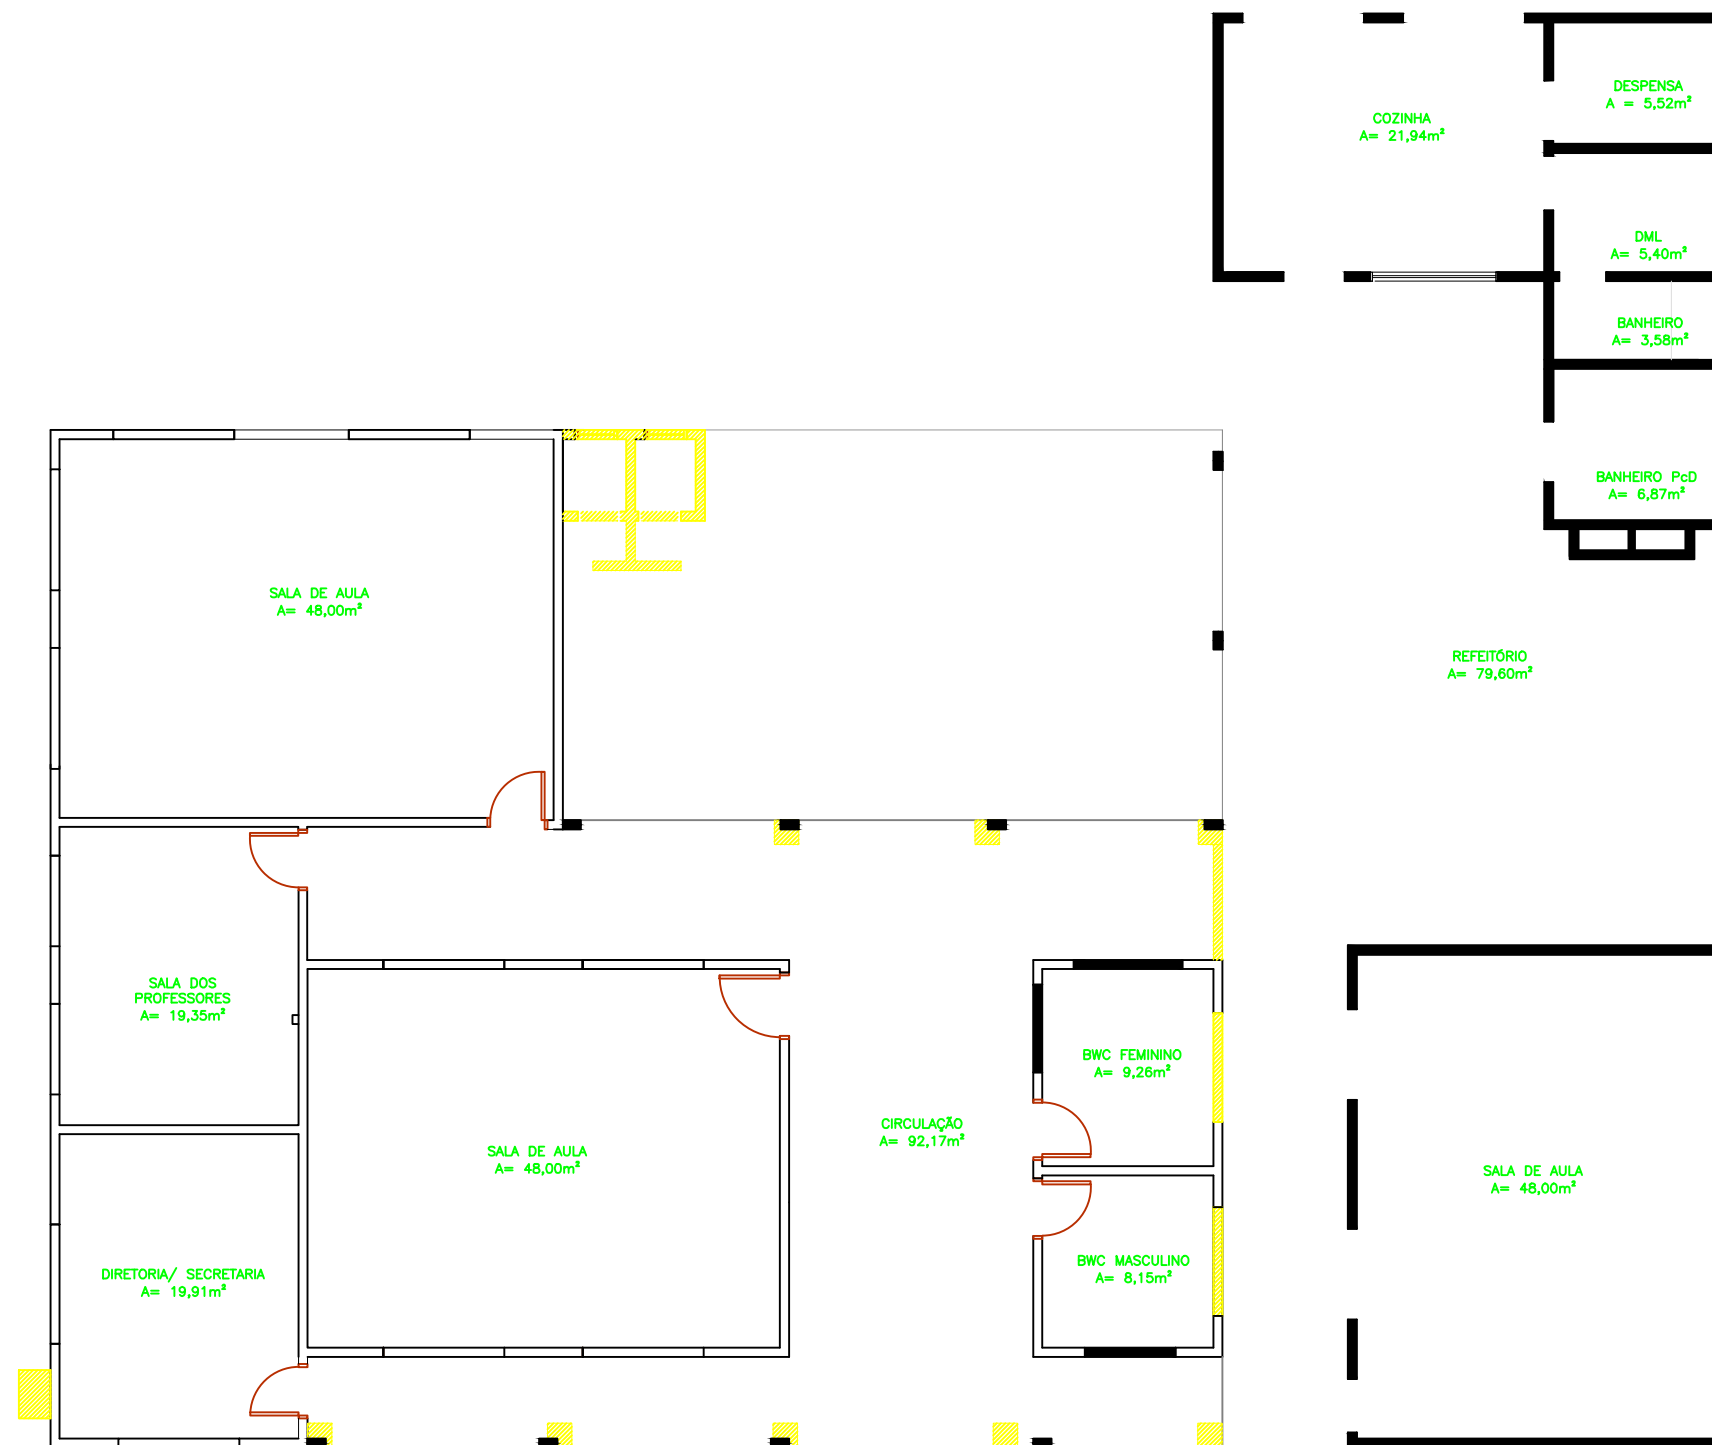 DESPENSA
A = 5,52m²
COZINHA
A= 21,94m²
DML
A= 5,40m²
BANHEIRO
A= 3,58m²
BANHEIRO PcD
A= 6,87m²
SALA DE AULA
A= 48,00m²
REFEITÓRIO
A= 79,60m²
SALA DOS
PROFESSORES
A= 19,35m²
BWC FEMININO
A= 9,26m²
CIRCULAÇÃO
A= 92,17m²
SALA DE AULA
A= 48,00m²
SALA DE AULA
A= 48,00m²
BWC MASCULINO
A= 8,15m²
DIRETORIA/ SECRETARIA
A= 19,91m²